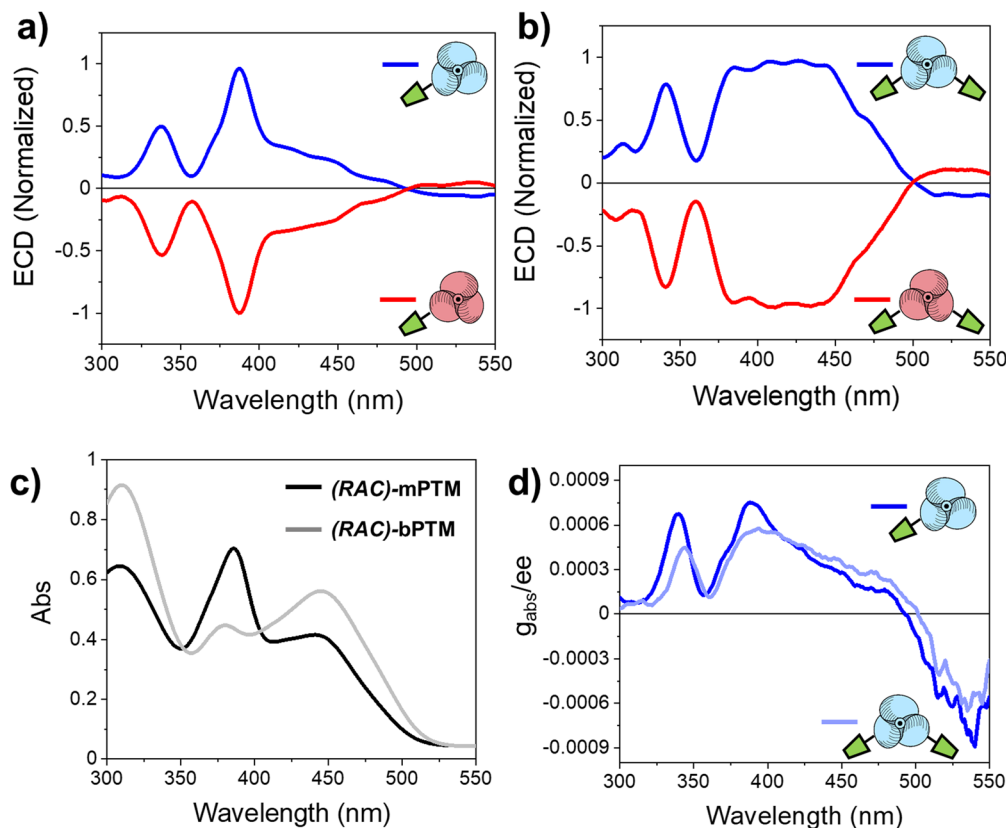 a)
ECD (Normalized)
1
0.5
0
-0.5
-1
300 350 400 450 500 550
Wavelength (nm)
b)
ECD (Normalized)
1
0.5
0
-0.5
-1
300 350 400 450 500 550
Wavelength (nm)
c)
Abs
1
0.8
0.6
0.4
0.2
0
(RAC)-mPTM
(RAC)-bPTM
300 350 400 450 500 550
Wavelength (nm)
d)
gabs/ee
0.0009
0.0006
0.0003
0
-0.0003
-0.0006
-0.0009
300 350 400 450 500 550
Wavelength (nm)